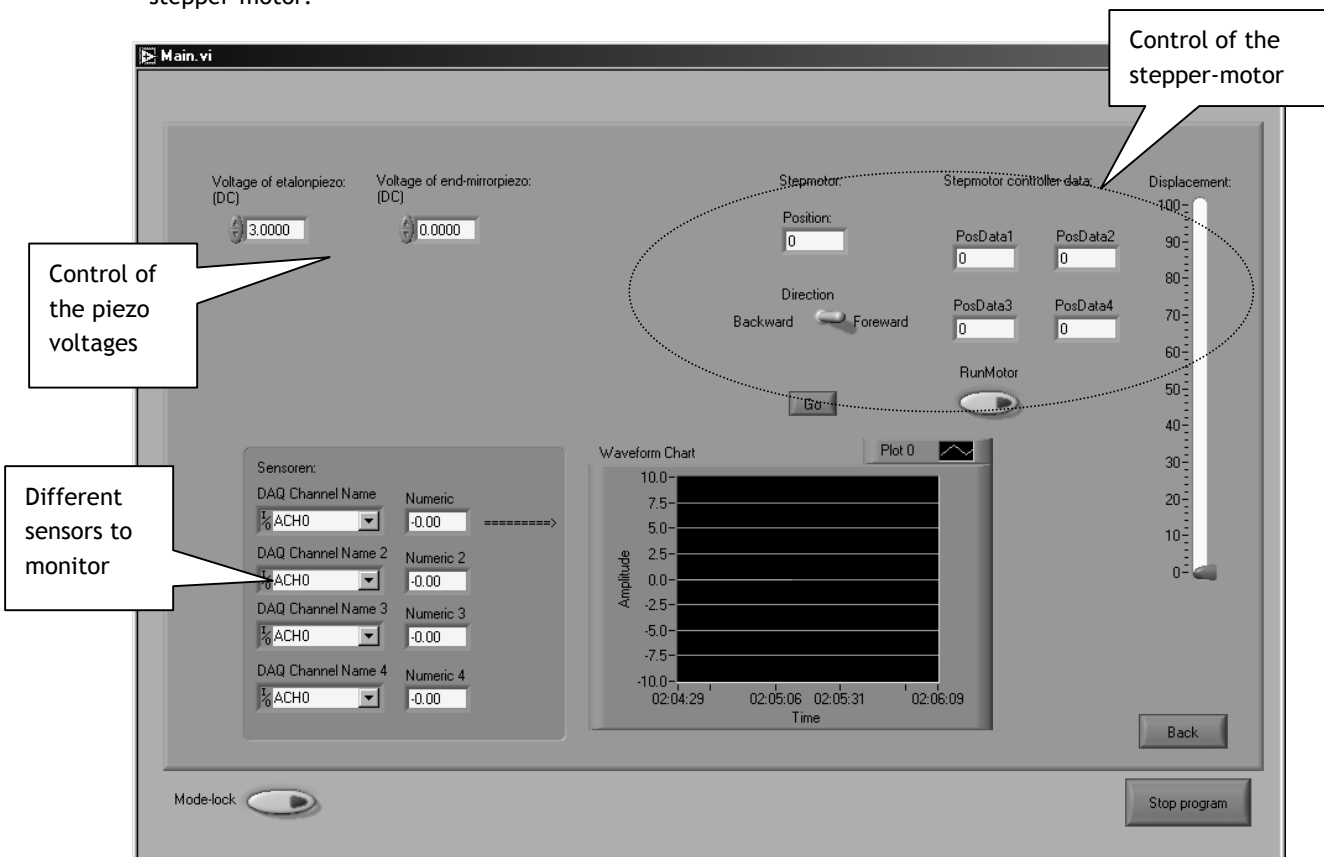 stepper-motor.
Control of the
stepper-motor
Main.vi
Voltage of etalonpiezo:
(DC)
3.0000
Voltage of end-mirrorpiezo:
(DC)
0.0000
Stepmotor:
Position:
0
Direction
Backward
Foreward
Go
Stepmotor controller data:
PosData1
0
PosData2
0
PosData3
0
PosData4
0
RunMotor
Displacement:
100
90
80
70
60
50
40
30
20
10
0
Control of
the piezo
voltages
Different
sensors to
monitor
Sensoren:
DAQ Channel Name
Numeric
I/0 ACH0
-0.00
=========>
DAQ Channel Name 2
Numeric 2
I/0 ACH0
-0.00
DAQ Channel Name 3
Numeric 3
I/0 ACH0
-0.00
DAQ Channel Name 4
Numeric 4
I/0 ACH0
-0.00
Waveform Chart
Plot 0
Amplitude
10.0
7.5
5.0
2.5
0.0
-2.5
-5.0
-7.5
-10.0
02:04:29
02:05:06
02:05:31
02:06:09
Time
Back
Mode-lock
Stop program